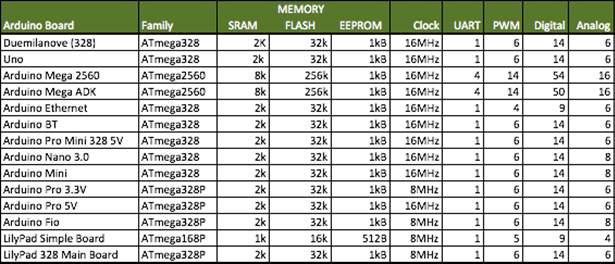 MEMORY
Arduino Board Family SRAM FLASH EEPROM Clock UART PWM Digital Analog
Duemilanove (328) ATmega328 2K 32k 1kB 16MHz 1 6 14 6
Uno ATmega328 2k 32k 1kB 16MHz 1 6 14 6
Arduino Mega 2560 ATmega2560 8k 256k 1kB 16MHz 4 14 54 16
Arduino Mega ADK ATmega2560 8k 256k 1kB 16MHz 4 14 50 16
Arduino Ethernet ATmega328 2k 32k 1kB 16MHz 1 4 9 6
Arduino BT ATmega328 2k 32k 1kB 16MHz 1 6 14 6
Arduino Pro Mini 328 5V ATmega328 2k 32k 1kB 16MHz 1 6 14 6
Arduino Nano 3.0 ATmega328 2k 32k 1kB 16MHz 1 6 14 8
Arduino Mini ATmega328 2k 32k 1kB 16MHz 1 6 14 8
Arduino Pro 3.3V ATmega328P 2k 32k 1kB 8MHz 1 6 14 6
Arduino Pro 5V ATmega328P 2k 32k 1kB 16MHz 1 6 14 6
Arduino Fio ATmega328P 2k 32k 1kB 8MHz 1 6 14 8
LilyPad Simple Board ATmega168P 1k 16k 512B 8MHz 1 5 9 4
LilyPad 328 Main Board ATmega328P 2k 32k 1kB 8MHz 1 6 14 6